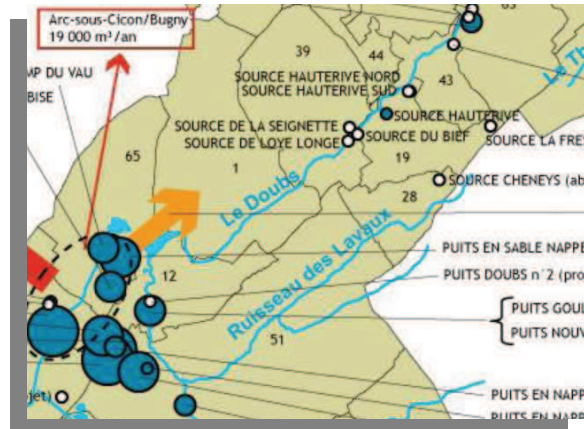 Arc-sous-Cicon/Bugny
19 000 m³/an
39
44
MP DU VAU
BISE
SOURCE HAUTERIVE NORD
SOURCE HAUTERIVE SUD
43
Le Th
SOURCE HAUTERIVE
SOURCE DE LA SEIGNETTE
SOURCE DU BIEF
SOURCE DE LOYE LONGE
SOURCE LA FRES
65
1
19
SOURCE CHENEYS (ab
28
Le Doubs
Ruisseau des Lavaux
PUITS EN SABLE NAPPE
12
PUITS DOUBS n°2 (pro
PUITS GOUL
51
PUITS NOUV
jet)
PUITS EN NAPP
PUITS EN NAPP